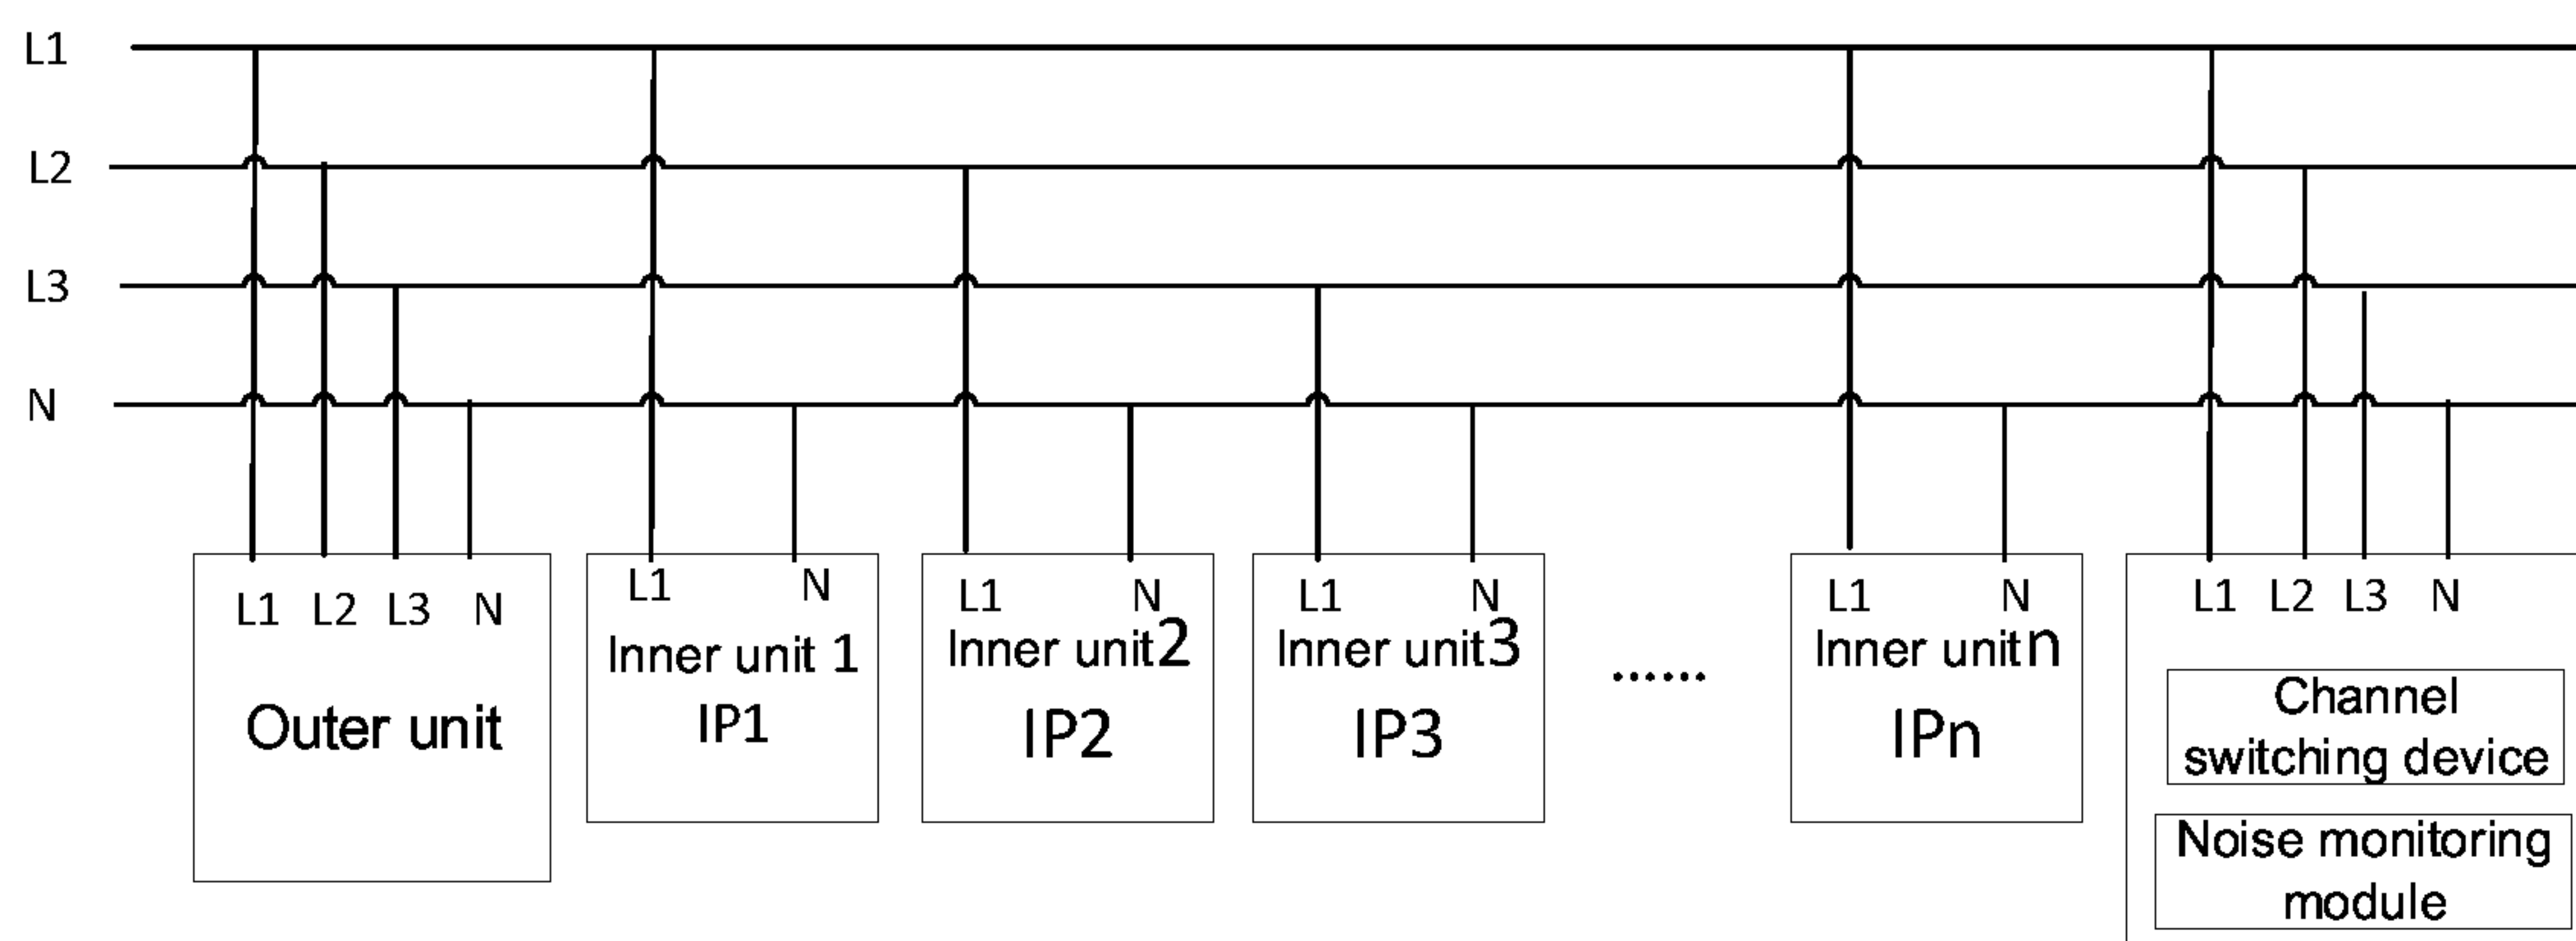 L1
L2
L3
N
L1 L2 L3 N
Outer unit
L1 N
Inner unit 1
IP1
L1 N
Inner unit2
IP2
L1 N
Inner unit3
IP3
......
L1 N
Inner unitn
IPn
L1 L2 L3 N
Channel
switching device
Noise monitoring
module